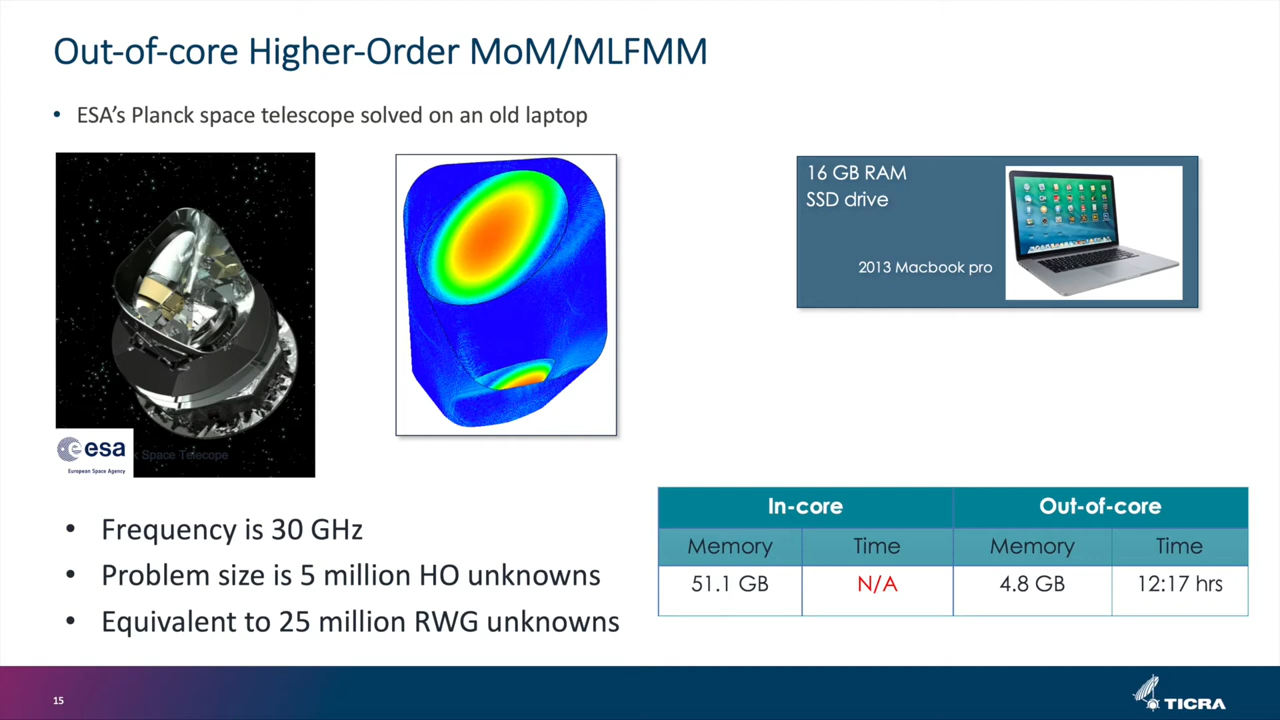 Out-of-core Higher-Order MoM/MLFMM
• ESA's Planck space telescope solved on an old laptop
16 GB RAM
SSD drive
2013 Macbook pro
esa
European Space Agency
k Space Telescope
• Frequency is 30 GHz
• Problem size is 5 million HO unknowns
• Equivalent to 25 million RWG unknowns
In-core Out-of-core
Memory Time Memory Time
51.1 GB N/A 4.8 GB 12:17 hrs
15
TICRA